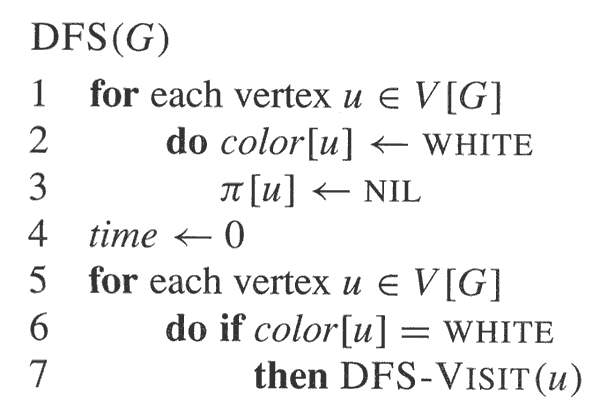 DFS(G)
1 for each vertex u ∈ V[G]
2 do color[u] ← WHITE
3 π[u] ← NIL
4 time ← 0
5 for each vertex u ∈ V[G]
6 do if color[u] = WHITE
7 then DFS-VISIT(u)